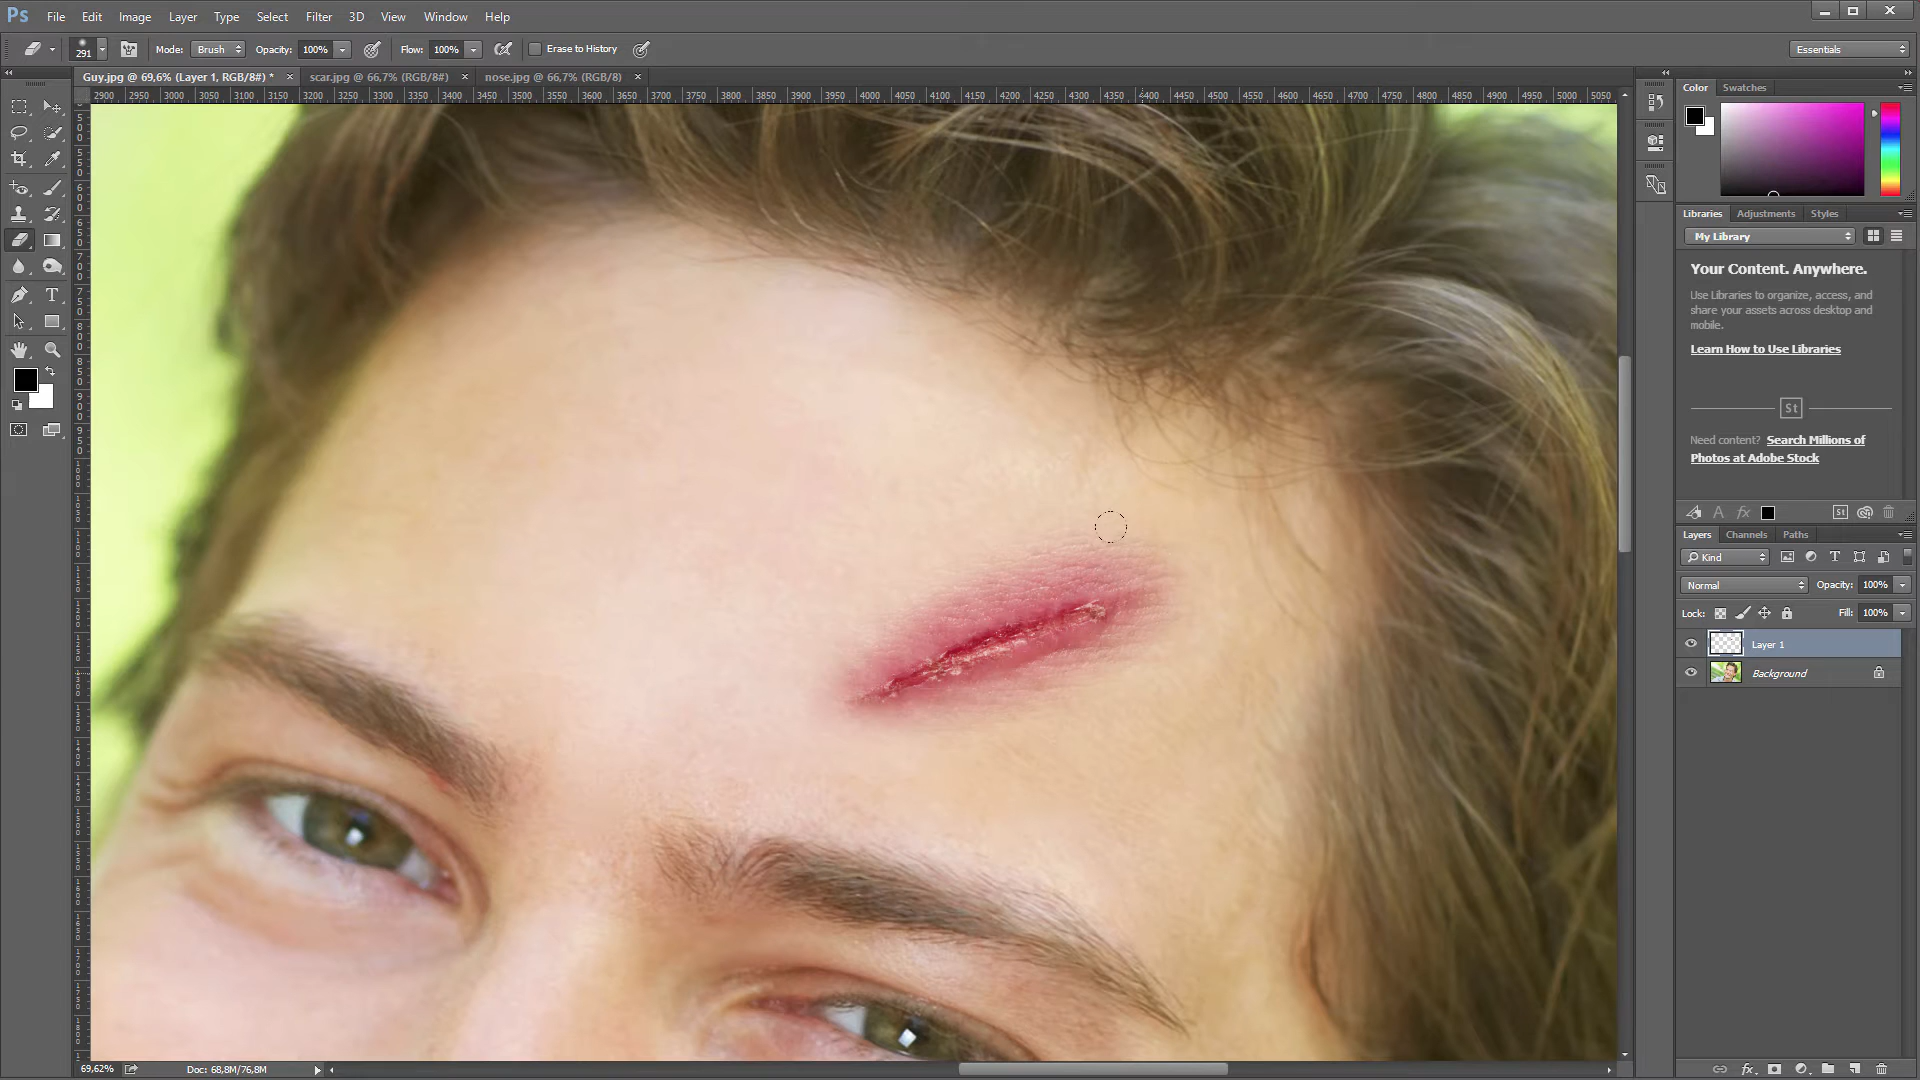 Ps File Edit Image Layer Type Select Filter 3D View Window Help
291 Mode: Brush Opacity: 100% Flow: 100% Erase to History Essentials
Guy.jpg @ 69,6% (Layer 1, RGB/8#) * × scar.jpg @ 66,7% (RGB/8#) × nose.jpg @ 66,7% (RGB/8) ×
2900 2950 3000 3050 3100 3150 3200 3250 3300 3350 3400 3450 3500 3550 3600 3650 3700 3750 3800 3850 3900 3950 4000 4050 4100 4150 4200 4250 4300 4350 4400 4450 4500 4550 4600 4650 4700 4750 4800 4850 4900 4950 5000 5050
Color Swatches
Libraries Adjustments Styles
My Library
Your Content. Anywhere.
Use Libraries to organize, access, and
share your assets across desktop and
mobile.
Learn How to Use Libraries
St
Need content? Search Millions of
Photos at Adobe Stock
St
Layers Channels Paths
Kind
Normal Opacity: 100%
Lock: Fill: 100%
Layer 1
Background
69,62% Doc: 68,8M/76,8M